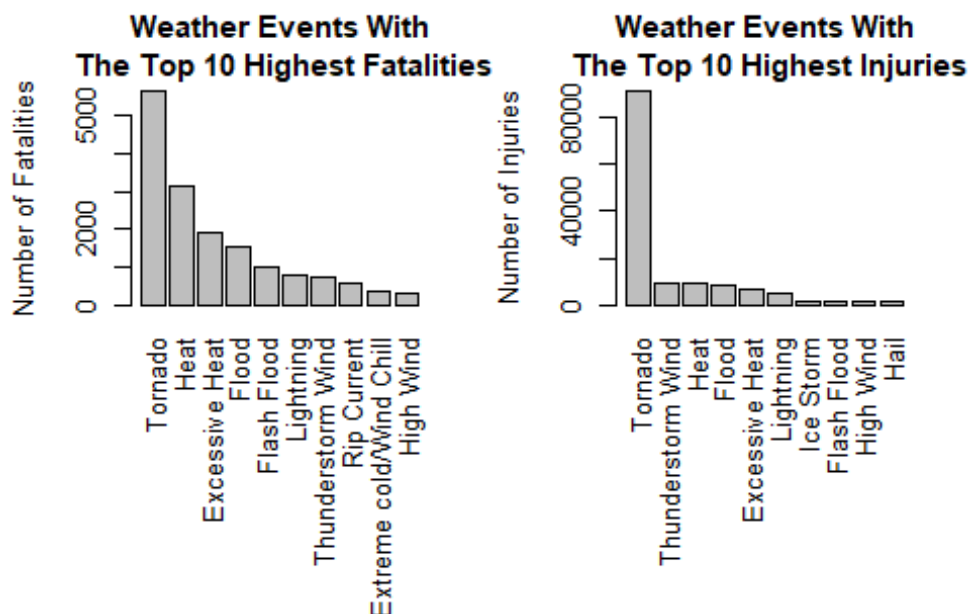 Weather Events With
The Top 10 Highest Fatalities
Number of Fatalities
5000
2000
0
Tornado
Heat
Excessive Heat
Flood
Flash Flood
Lightning
Thunderstorm Wind
Rip Current
Extreme cold/Wind Chill
High Wind
Weather Events With
The Top 10 Highest Injuries
Number of Injuries
80000
40000
0
Tornado
Thunderstorm Wind
Heat
Flood
Excessive Heat
Lightning
Ice Storm
Flash Flood
High Wind
Hail